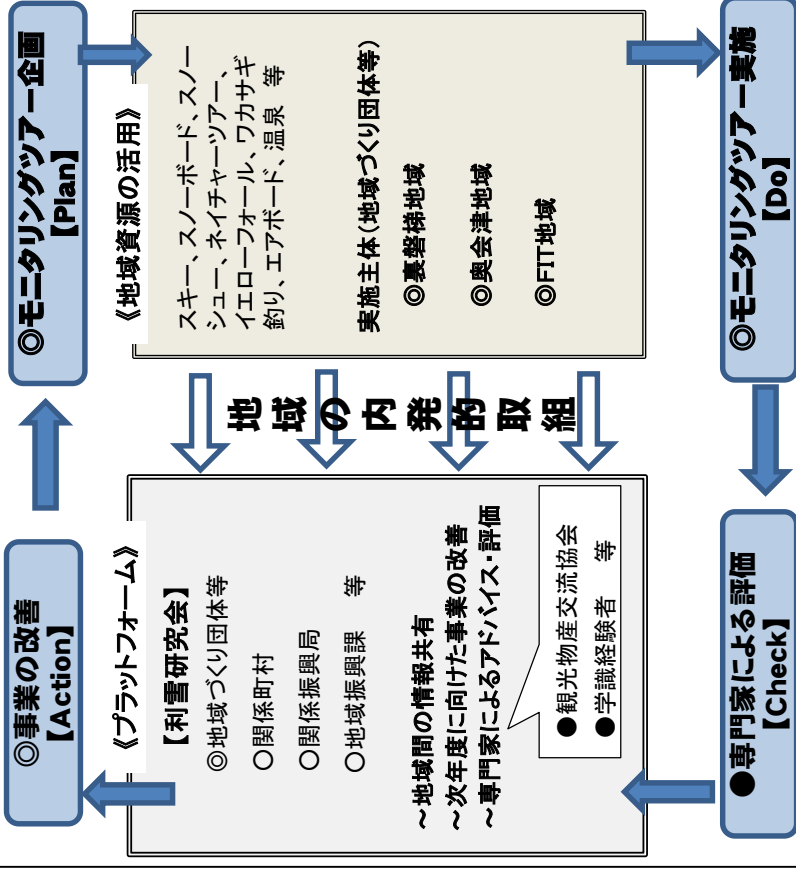 ◎事業の改善
【Action】
◎モニタリングツアー企画
【Plan】
《プラットフォーム》
【利雪研究会】
◎地域づくり団体等
○関係町村
○関係振興局
○地域振興課　等
～地域間の情報共有
～次年度に向けた事業の改善
～専門家によるアドバイス・評価
●観光物産交流協会
●学識経験者　等
地域の内発的取組
《地域資源の活用》
スキー、スノーボード、スノー
シュー、ネイチャーツアー、
イエローフォール、ワカサギ
釣り、エアボード、温泉　等
実施主体(地域づくり団体等)
◎裏磐梯地域
◎奥会津地域
◎FIT地域
●専門家による評価
【Check】
◎モニタリングツアー実施
【Do】